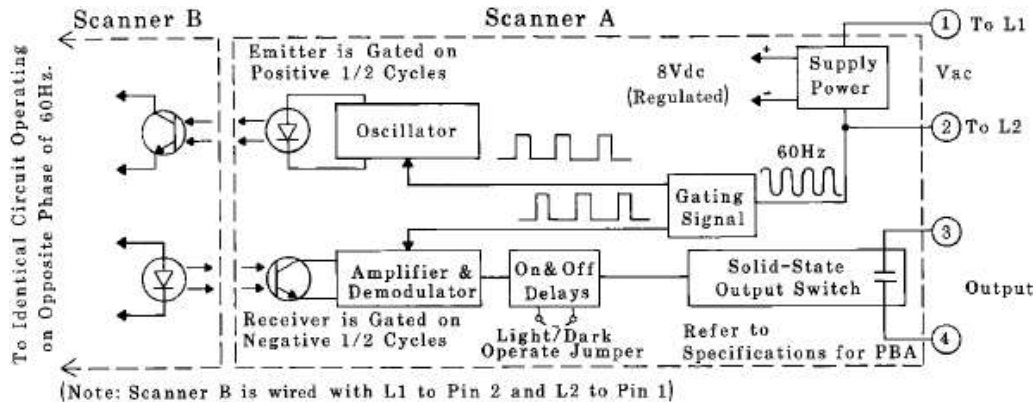 Scanner B
Scanner A
1 To L1
Emitter is Gated on
Positive 1/2 Cycles
+
8Vdc
(Regulated)
-
Supply
Power
Vac
2 To L2
Oscillator
60Hz
Gating
Signal
To Identical Circuit Operating
on Opposite Phase of 60Hz.
3
Amplifier &
Demodulator
On& Off
Delays
Solid-State
Output Switch
Output
Receiver is Gated on
Negative 1/2 Cycles
Light/Dark
Operate Jumper
Refer to
Specifications for PBA
4
(Note: Scanner B is wired with L1 to Pin 2 and L2 to Pin 1)